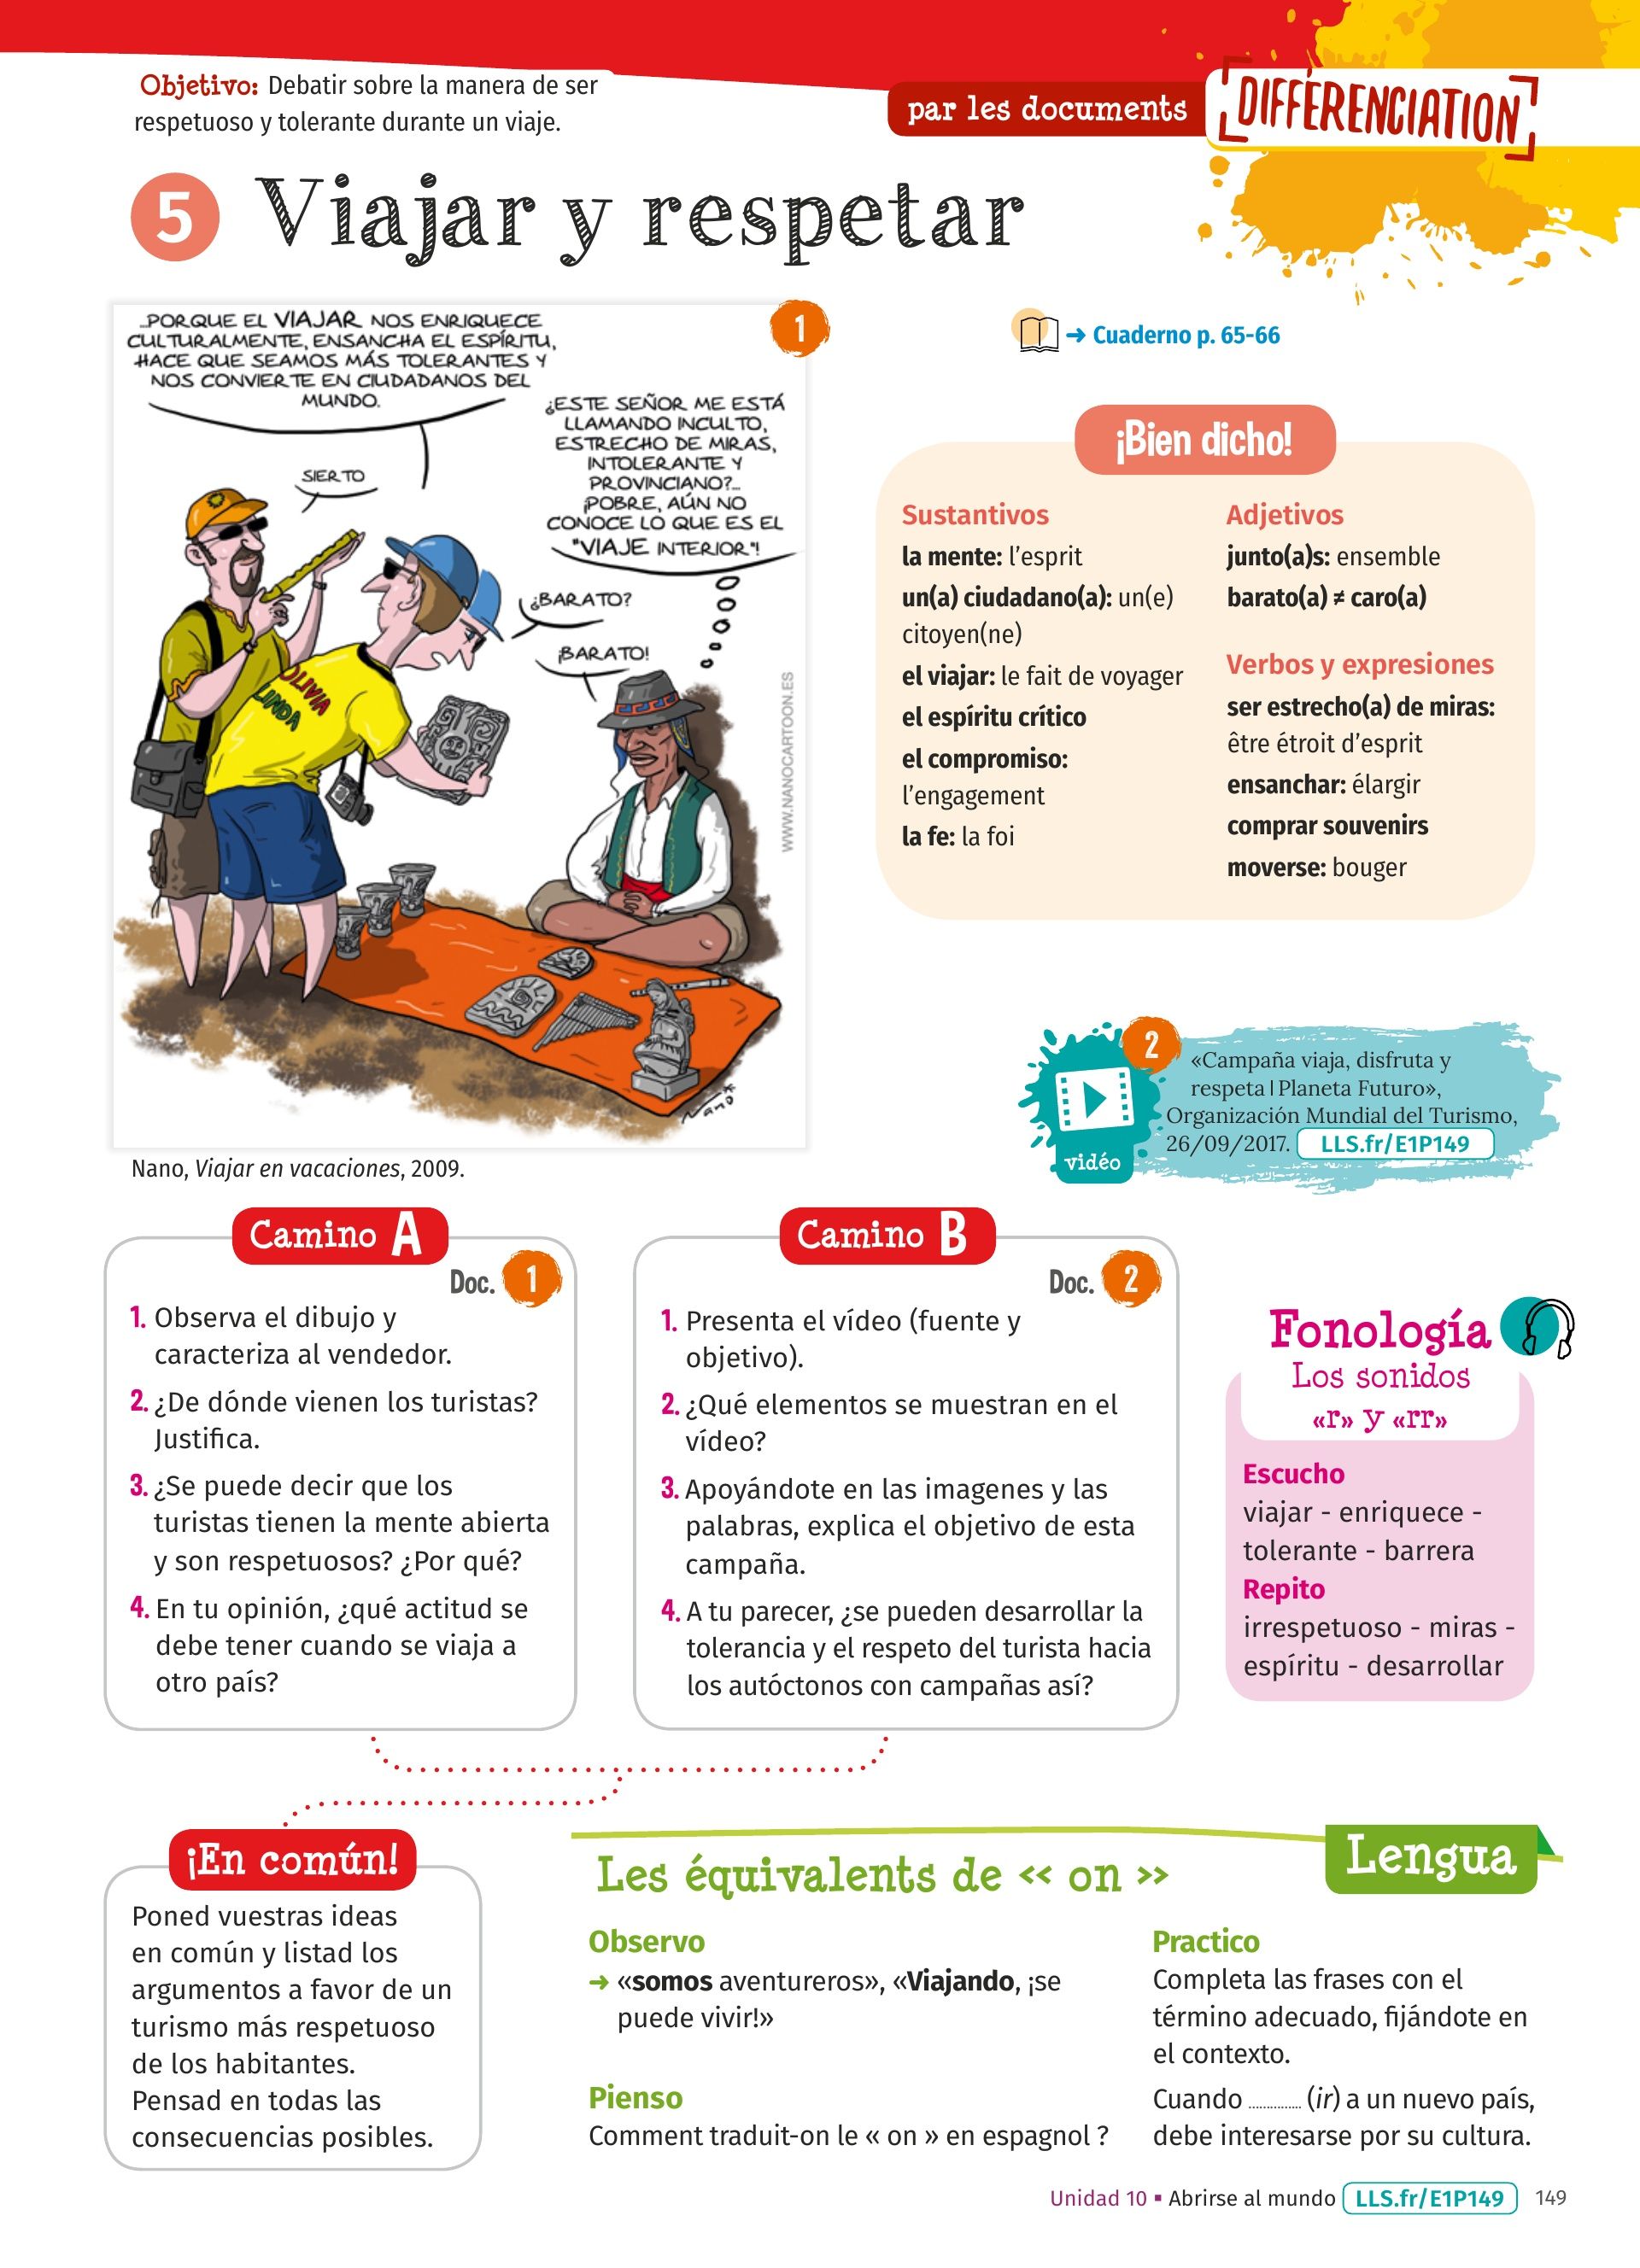 Objetivo: Debatir sobre la manera de ser
respetuoso y tolerante durante un viaje.
par les documents
DIFFÉRENCIATION
5 Viajar y respetar
1
...PORQUE EL VIAJAR NOS ENRIQUECE
CULTURALMENTE, ENSANCHA EL ESPÍRITU,
HACE QUE SEAMOS MÁS TOLERANTES Y
NOS CONVIERTE EN CIUDADANOS DEL
MUNDO.
SIERTO
¿ESTE SEÑOR ME ESTÁ
LLAMANDO INCULTO,
ESTRECHO DE MIRAS,
INTOLERANTE Y
PROVINCIANO?...
¡POBRE, AÚN NO
CONOCE LO QUE ES EL
"VIAJE INTERIOR"!
¿BARATO?
¡BARATO!
OLIVIA
LINDA
WWW.NANOCARTOON.ES
Nano
Nano, Viajar en vacaciones, 2009.
➜ Cuaderno p. 65-66
¡Bien dicho!
Sustantivos
la mente: l'esprit
un(a) ciudadano(a): un(e)
citoyen(ne)
el viajar: le fait de voyager
el espíritu crítico
el compromiso:
l'engagement
la fe: la foi
Adjetivos
junto(a)s: ensemble
barato(a) ≠ caro(a)
Verbos y expresiones
ser estrecho(a) de miras:
être étroit d'esprit
ensanchar: élargir
comprar souvenirs
moverse: bouger
2
vidéo
«Campaña viaja, disfruta y
respeta | Planeta Futuro»,
Organización Mundial del Turismo,
26/09/2017. LLS.fr/E1P149
Camino A
Doc. 1
1. Observa el dibujo y
caracteriza al vendedor.
2. ¿De dónde vienen los turistas?
Justifica.
3. ¿Se puede decir que los
turistas tienen la mente abierta
y son respetuosos? ¿Por qué?
4. En tu opinión, ¿qué actitud se
debe tener cuando se viaja a
otro país?
Camino B
Doc. 2
1. Presenta el vídeo (fuente y
objetivo).
2. ¿Qué elementos se muestran en el
vídeo?
3. Apoyándote en las imagenes y las
palabras, explica el objetivo de esta
campaña.
4. A tu parecer, ¿se pueden desarrollar la
tolerancia y el respeto del turista hacia
los autóctonos con campañas así?
Fonología
Los sonidos
«r» y «rr»
Escucho
viajar - enriquece -
tolerante - barrera
Repito
irrespetuoso - miras -
espíritu - desarrollar
¡En común!
Poned vuestras ideas
en común y listad los
argumentos a favor de un
turismo más respetuoso
de los habitantes.
Pensad en todas las
consecuencias posibles.
Lengua
Les équivalents de « on »
Observo
➜ «somos aventureros», «Viajando, ¡se
puede vivir!»
Pienso
Comment traduit-on le « on » en espagnol ?
Practico
Completa las frases con el
término adecuado, fijándote en
el contexto.
Cuando ............... (ir) a un nuevo país,
debe interesarse por su cultura.
Unidad 10 ▪ Abrirse al mundo LLS.fr/E1P149 149